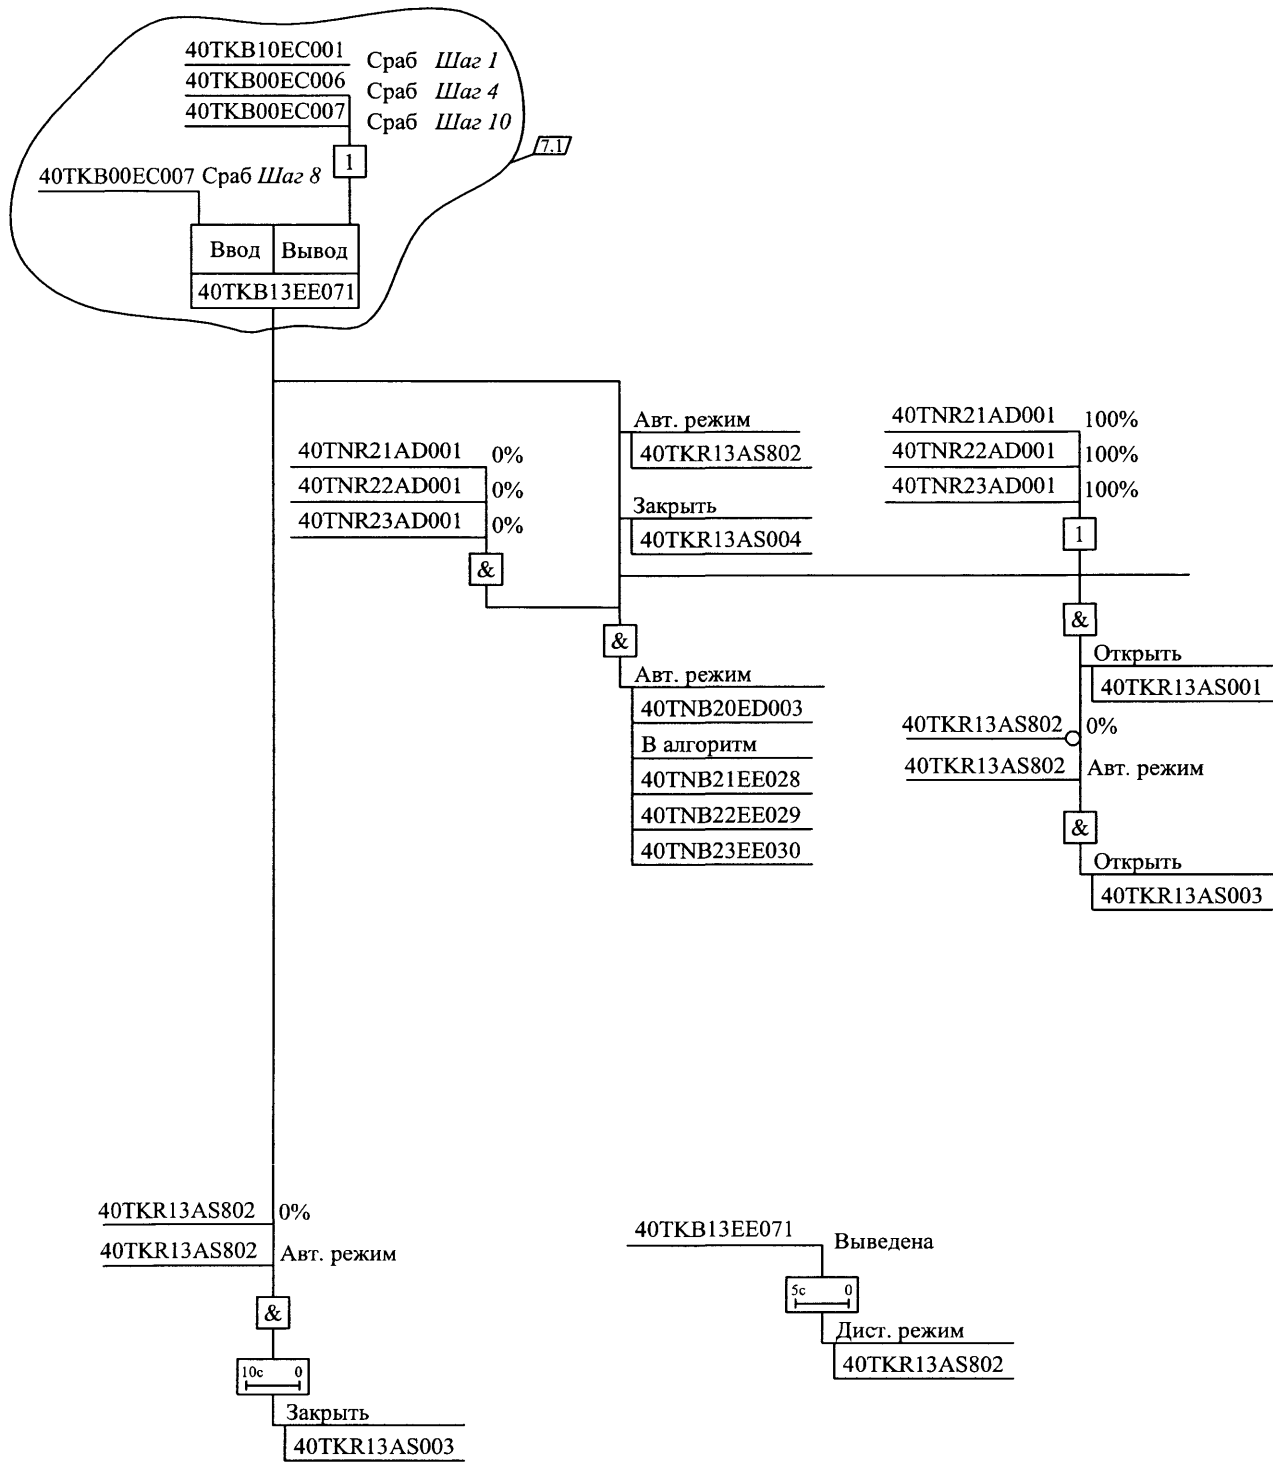 40TKB10EC001 Сраб Шаг 1
40TKB00EC006 Сраб Шаг 4
40TKB00EC007 Сраб Шаг 10
1
7.1
40TKB00EC007 Сраб Шаг 8
Ввод Вывод
40TKB13EE071
40TNR21AD001 0%
40TNR22AD001 0%
40TNR23AD001 0%
&
Авт. режим
40TKR13AS802
Закрыть
40TKR13AS004
&
Авт. режим
40TNB20ED003
В алгоритм
40TNB21EE028
40TNB22EE029
40TNB23EE030
40TNR21AD001 100%
40TNR22AD001 100%
40TNR23AD001 100%
1
&
Открыть
40TKR13AS001
40TKR13AS802 0%
40TKR13AS802 Авт. режим
&
Открыть
40TKR13AS003
40TKR13AS802 0%
40TKR13AS802 Авт. режим
&
10с 0
Закрыть
40TKR13AS003
40TKB13EE071 Выведена
5с 0
Дист. режим
40TKR13AS802